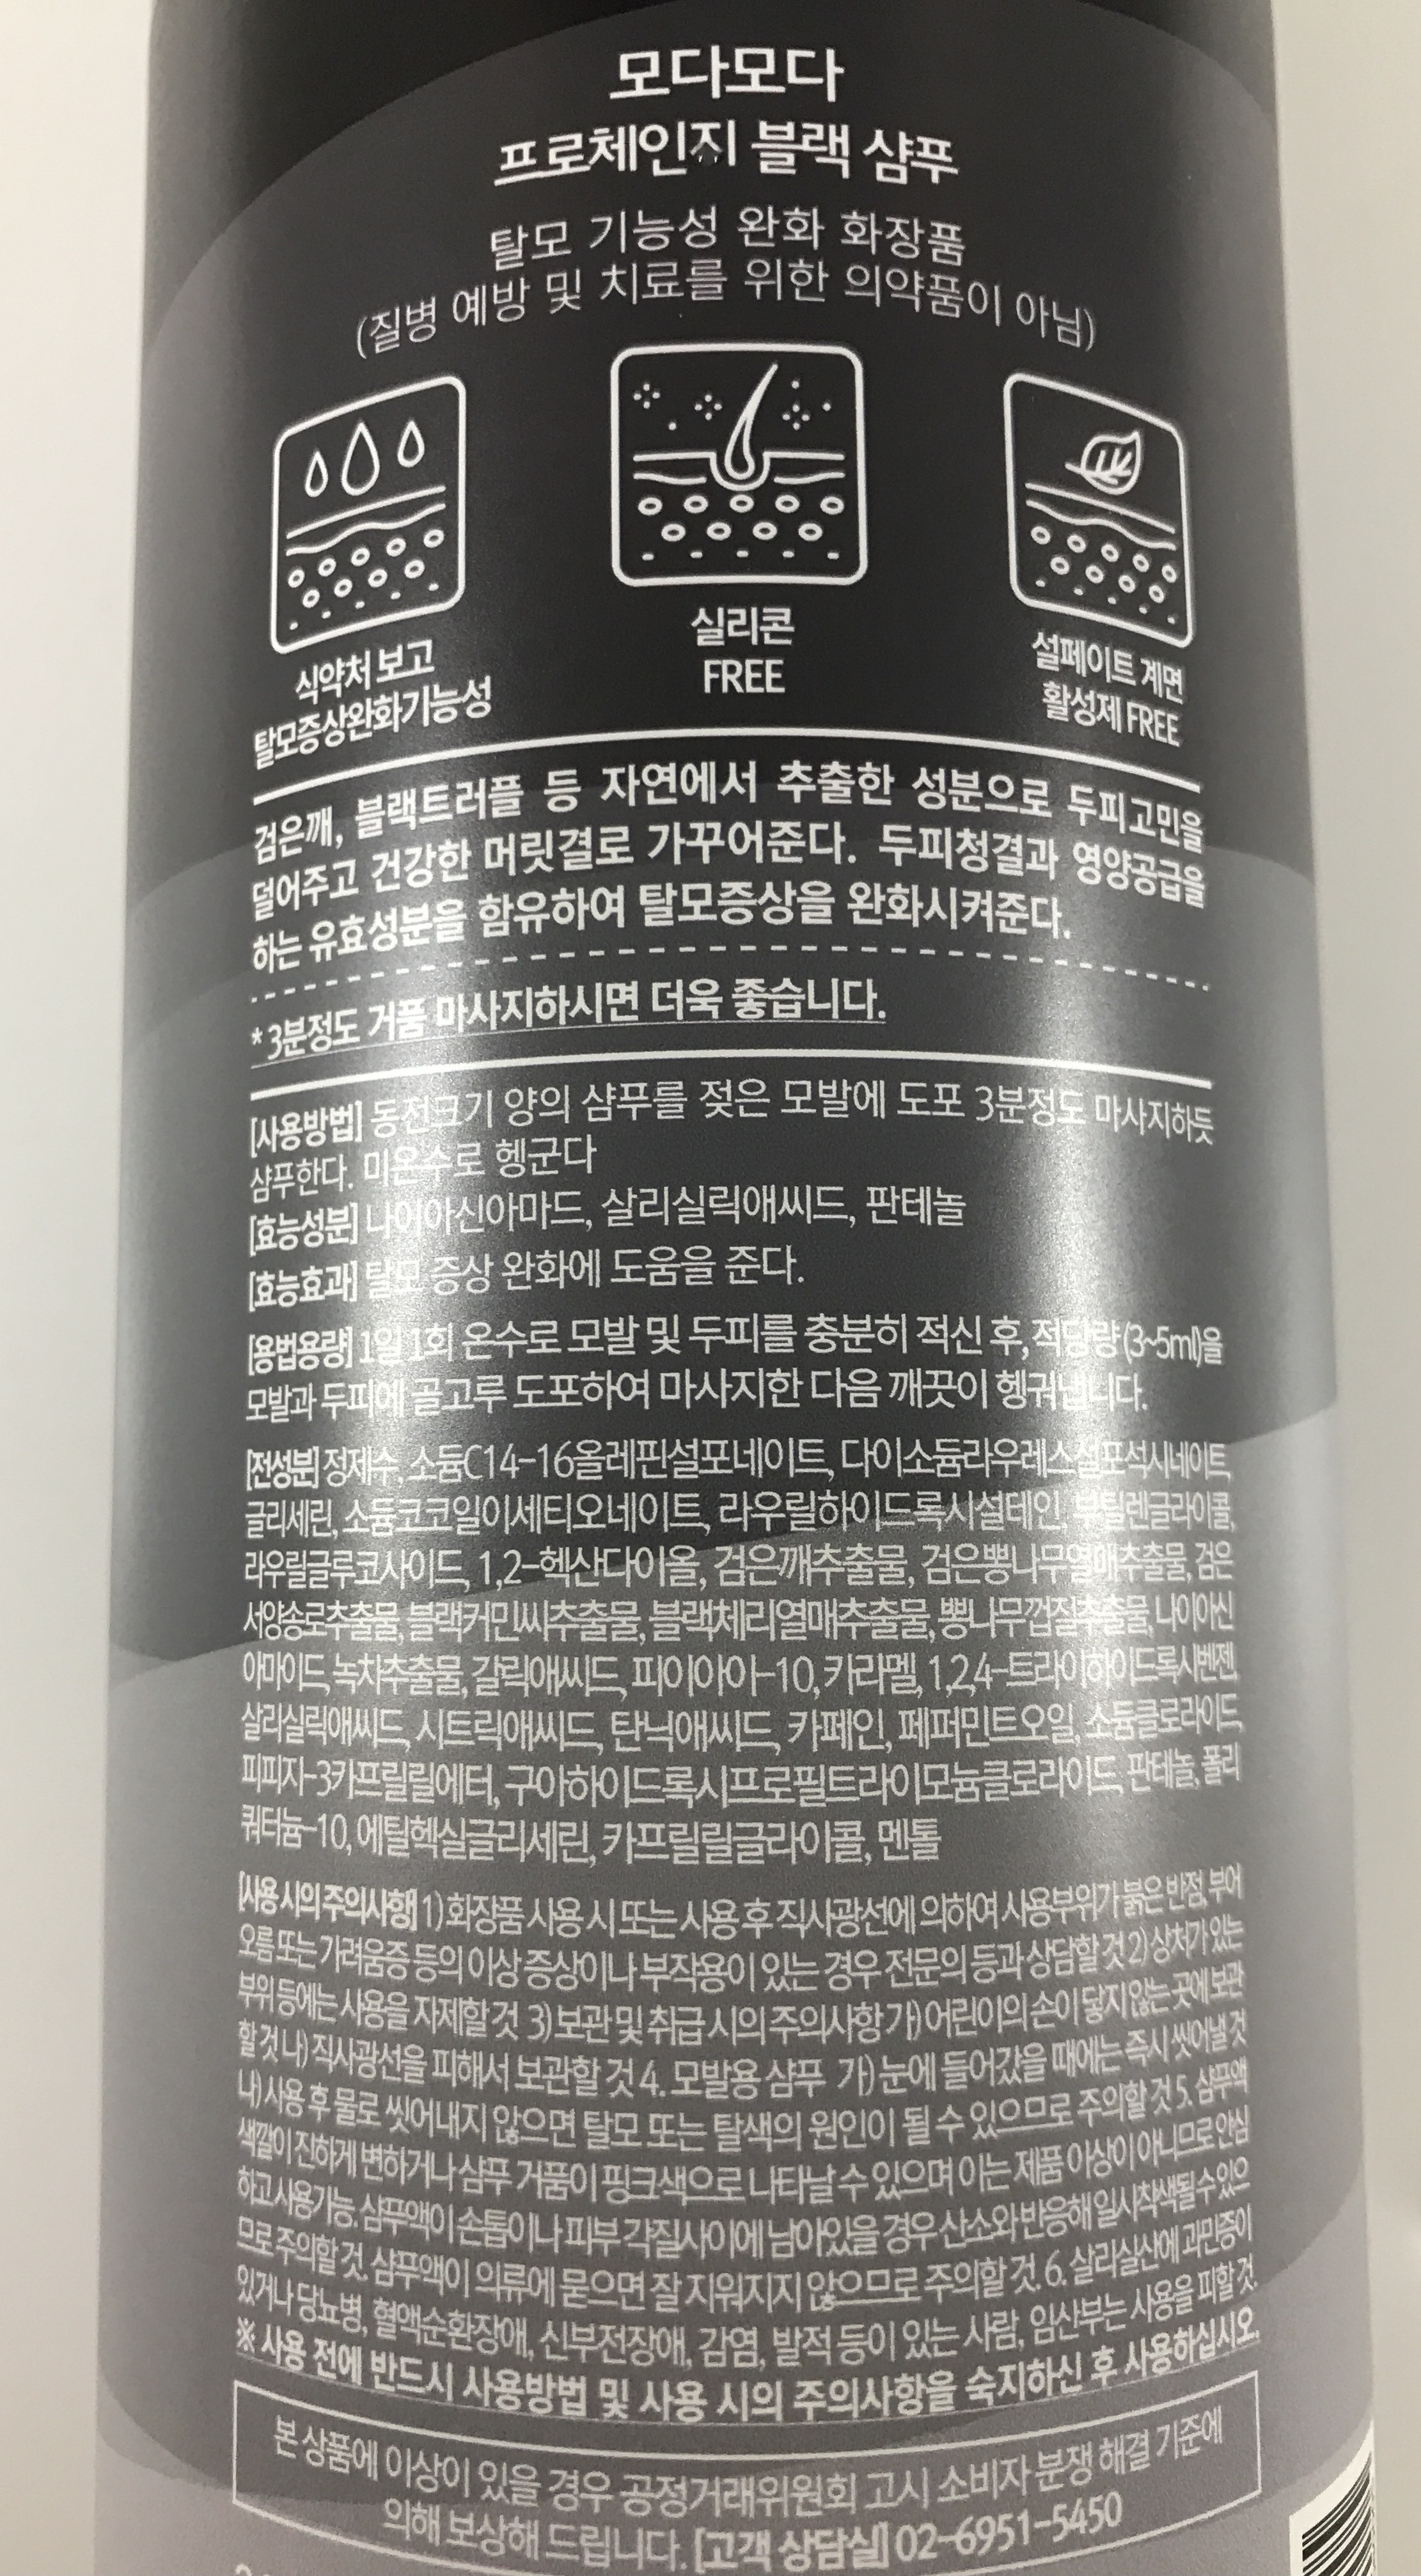 모다모다
프로체인지 블랙 샴푸
탈모 기능성 완화 화장품
(질병 예방 및 치료를 위한 의약품이 아님)
식약처 보고
탈모증상완화기능성
실리콘
FREE
설페이트 계면
활성제 FREE
검은깨, 블랙트러플 등 자연에서 추출한 성분으로 두피고민을
덜어주고 건강한 머릿결로 가꾸어준다. 두피청결과 영양공급을
하는 유효성분을 함유하여 탈모증상을 완화시켜준다.
* 3분정도 거품 마사지하시면 더욱 좋습니다.
[사용방법] 동전크기 양의 샴푸를 젖은 모발에 도포 3분정도 마사지하듯
샴푸한다. 미온수로 헹군다
[효능성분] 나이아신아마드, 살리실릭애씨드, 판테놀
[효능효과] 탈모 증상 완화에 도움을 준다.
[용법용량] 1일 1회 온수로 모발 및 두피를 충분히 적신 후, 적당량(3~5ml)을
모발과 두피에 골고루 도포하여 마사지한 다음 깨끗이 헹궈냅니다.
[전성분] 정제수, 소듐C14-16올레핀설포네이트, 다이소듐라우레스설포석시네이트,
글리세린, 소듐코코일이세티오네이트, 라우릴하이드록시설테인, 부틸렌글라이콜,
라우릴글루코사이드, 1,2-헥산다이올, 검은깨추출물, 검은뽕나무열매추출물, 검은
서양송로추출물, 블랙커민씨추출물, 블랙체리열매추출물, 뽕나무껍질추출물, 나이아신
아마이드, 녹차추출물, 갈릭애씨드, 피이아아-10, 카라멜, 1,2,4-트라이하이드록시벤젠,
살리실릭애씨드, 시트릭애씨드, 탄닉애씨드, 카페인, 페퍼민트오일, 소듐클로라이드,
피피지-3카프릴릴에터, 구아하이드록시프로필트라이모늄클로라이드, 판테놀, 폴리
쿼터늄-10, 에틸헥실글리세린, 카프릴릴글라이콜, 멘톨
[사용 시의 주의사항] 1) 화장품 사용 시 또는 사용 후 직사광선에 의하여 사용부위가 붉은 반점, 부어
오름 또는 가려움증 등의 이상 증상이나 부작용이 있는 경우 전문의 등과 상담할 것 2) 상처가 있는
부위 등에는 사용을 자제할 것 3) 보관 및 취급 시의 주의사항 가) 어린이의 손이 닿지 않는 곳에 보관
할 것 나) 직사광선을 피해서 보관할 것 4. 모발용 샴푸 가) 눈에 들어갔을 때에는 즉시 씻어낼 것
나) 사용 후 물로 씻어내지 않으면 탈모 또는 탈색의 원인이 될 수 있으므로 주의할 것 5. 샴푸액
색깔이 진하게 변하거나 샴푸 거품이 핑크색으로 나타날 수 있으며 이는 제품 이상이 아니므로 안심
하고 사용가능. 샴푸액이 손톱이나 피부 각질사이에 남아있을 경우 산소와 반응해 일시착색될 수 있으
므로 주의할 것. 샴푸액이 의류에 묻으면 잘 지워지지 않으므로 주의할 것. 6. 살리실산에 과민증이
있거나 당뇨병, 혈액순환장애, 신부전장애, 감염, 발적 등이 있는 사람, 임산부는 사용을 피할 것.
※ 사용 전에 반드시 사용방법 및 사용 시의 주의사항을 숙지하신 후 사용하십시오.
본 상품에 이상이 있을 경우 공정거래위원회 고시 소비자 분쟁 해결 기준에
의해 보상해 드립니다. [고객 상담실] 02-6951-5450